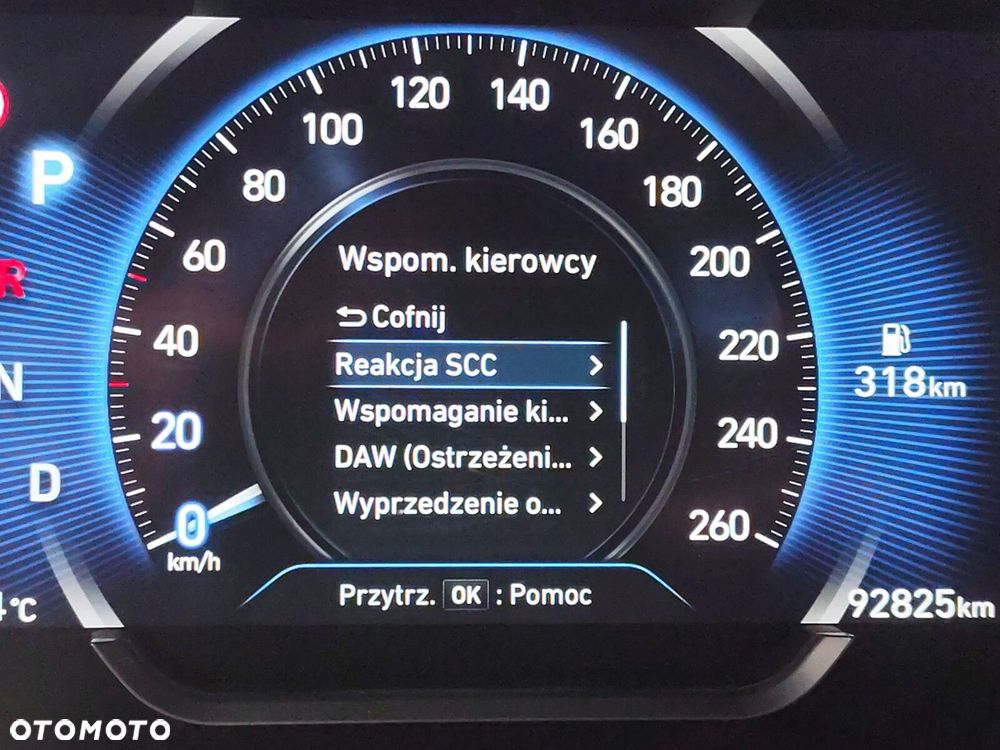 120 140
100 160
80 180
60 200
40 220
20 240
0 260
km/h
P
R
N
D
Wspom. kierowcy
Cofnij
Reakcja SCC
Wspomaganie ki...
DAW (Ostrzeżeni...
Wyprzedzenie o...
Przytrz. OK : Pomoc
318km
°C
92825km
OTOMOTO